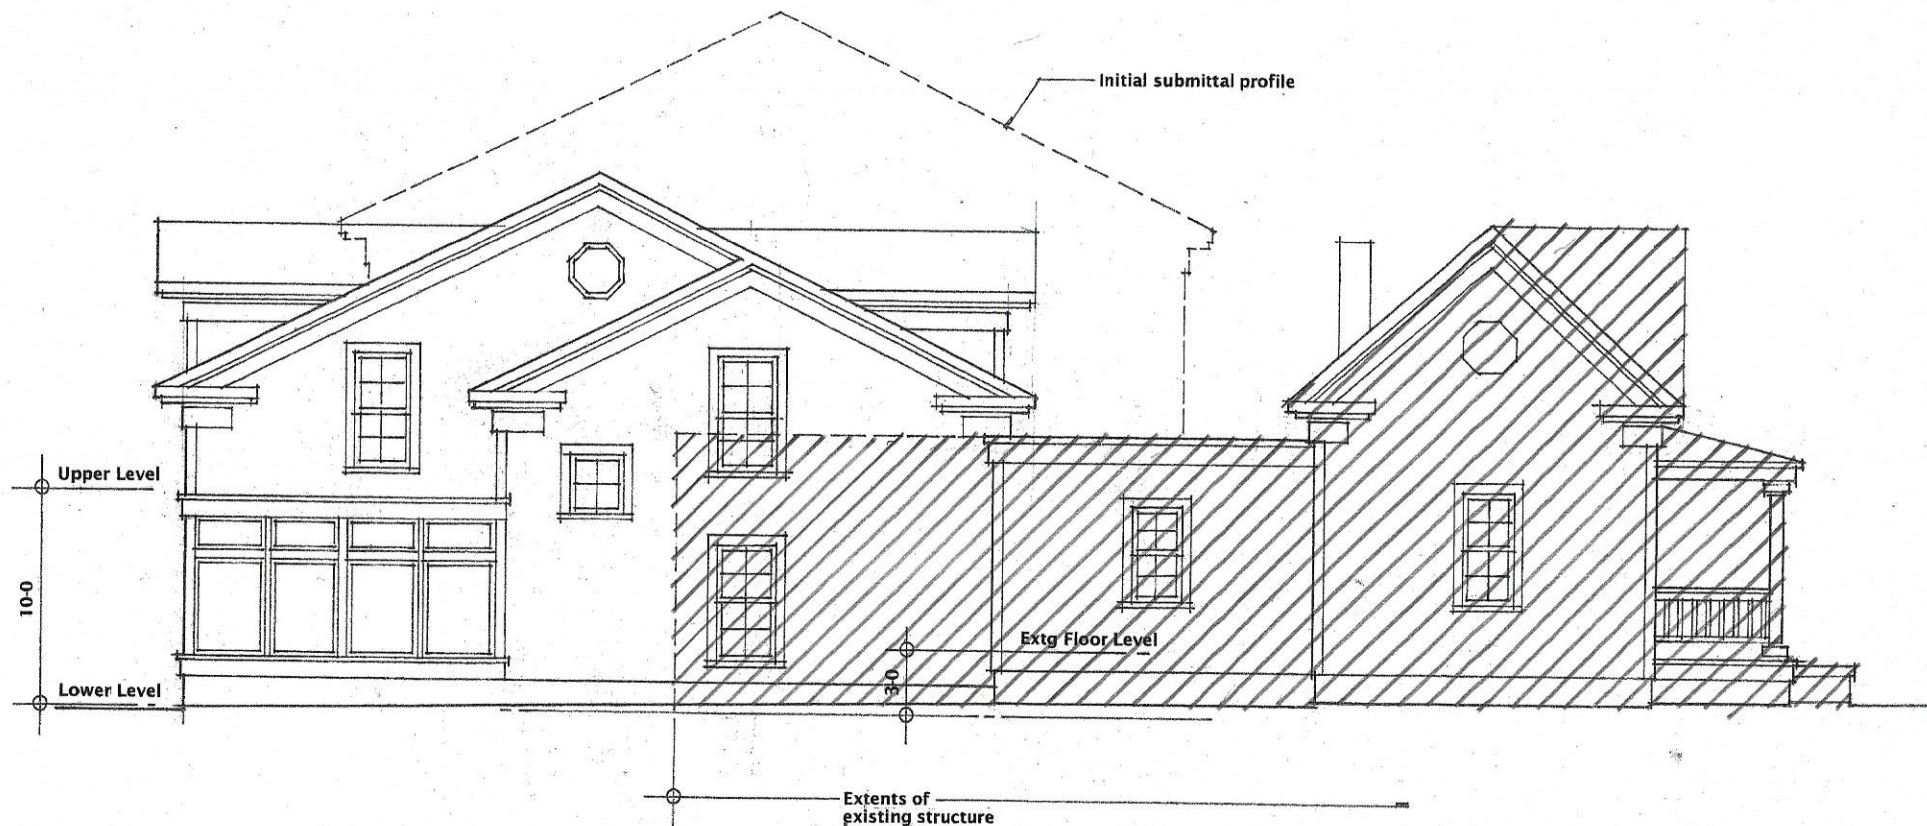 Initial submittal profile
Upper Level
10-0
Extg Floor Level
3-0
Lower Level
Extents of
existing structure